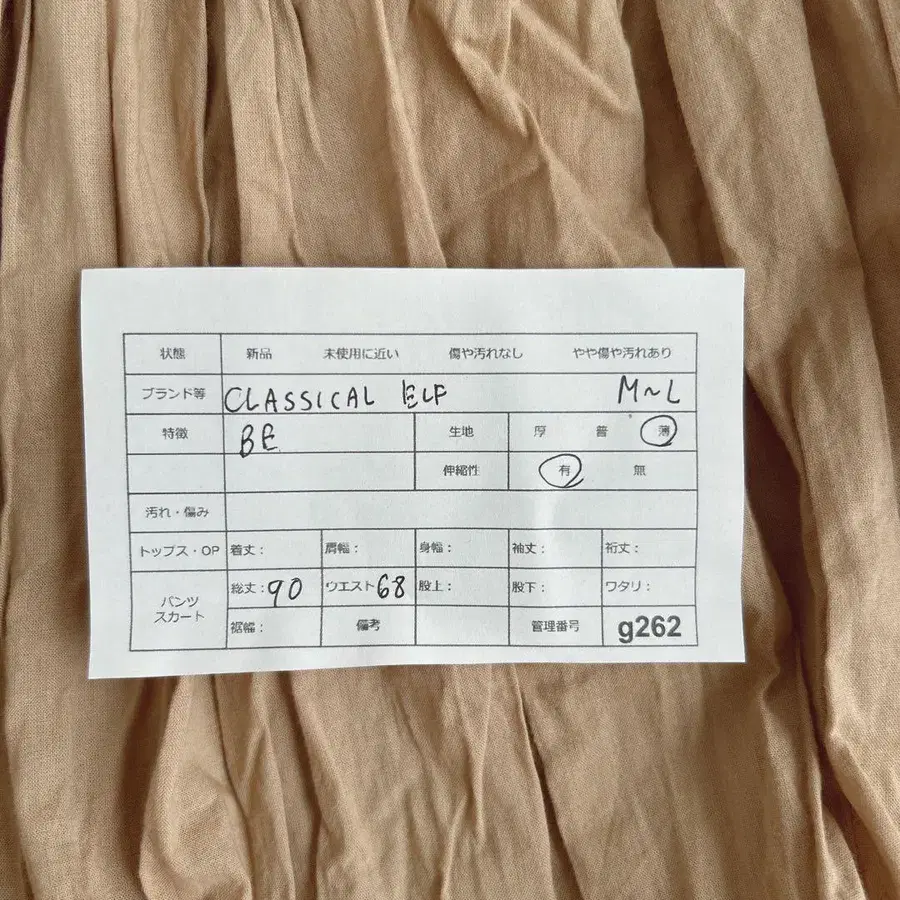 状態 新品 未使用に近い 傷や汚れなし やや傷や汚れあり
ブランド等 CLASSICAL ELF M~L
特徴 BE 生地 厚 普 薄
伸縮性 有 無
汚れ・傷み
トップス・OP 着丈: 肩幅: 身幅: 袖丈: 裄丈:
パンツ スカート 総丈:90 ウエスト68 股上: 股下: ワタリ:
裾幅: 備考 管理番号 g262